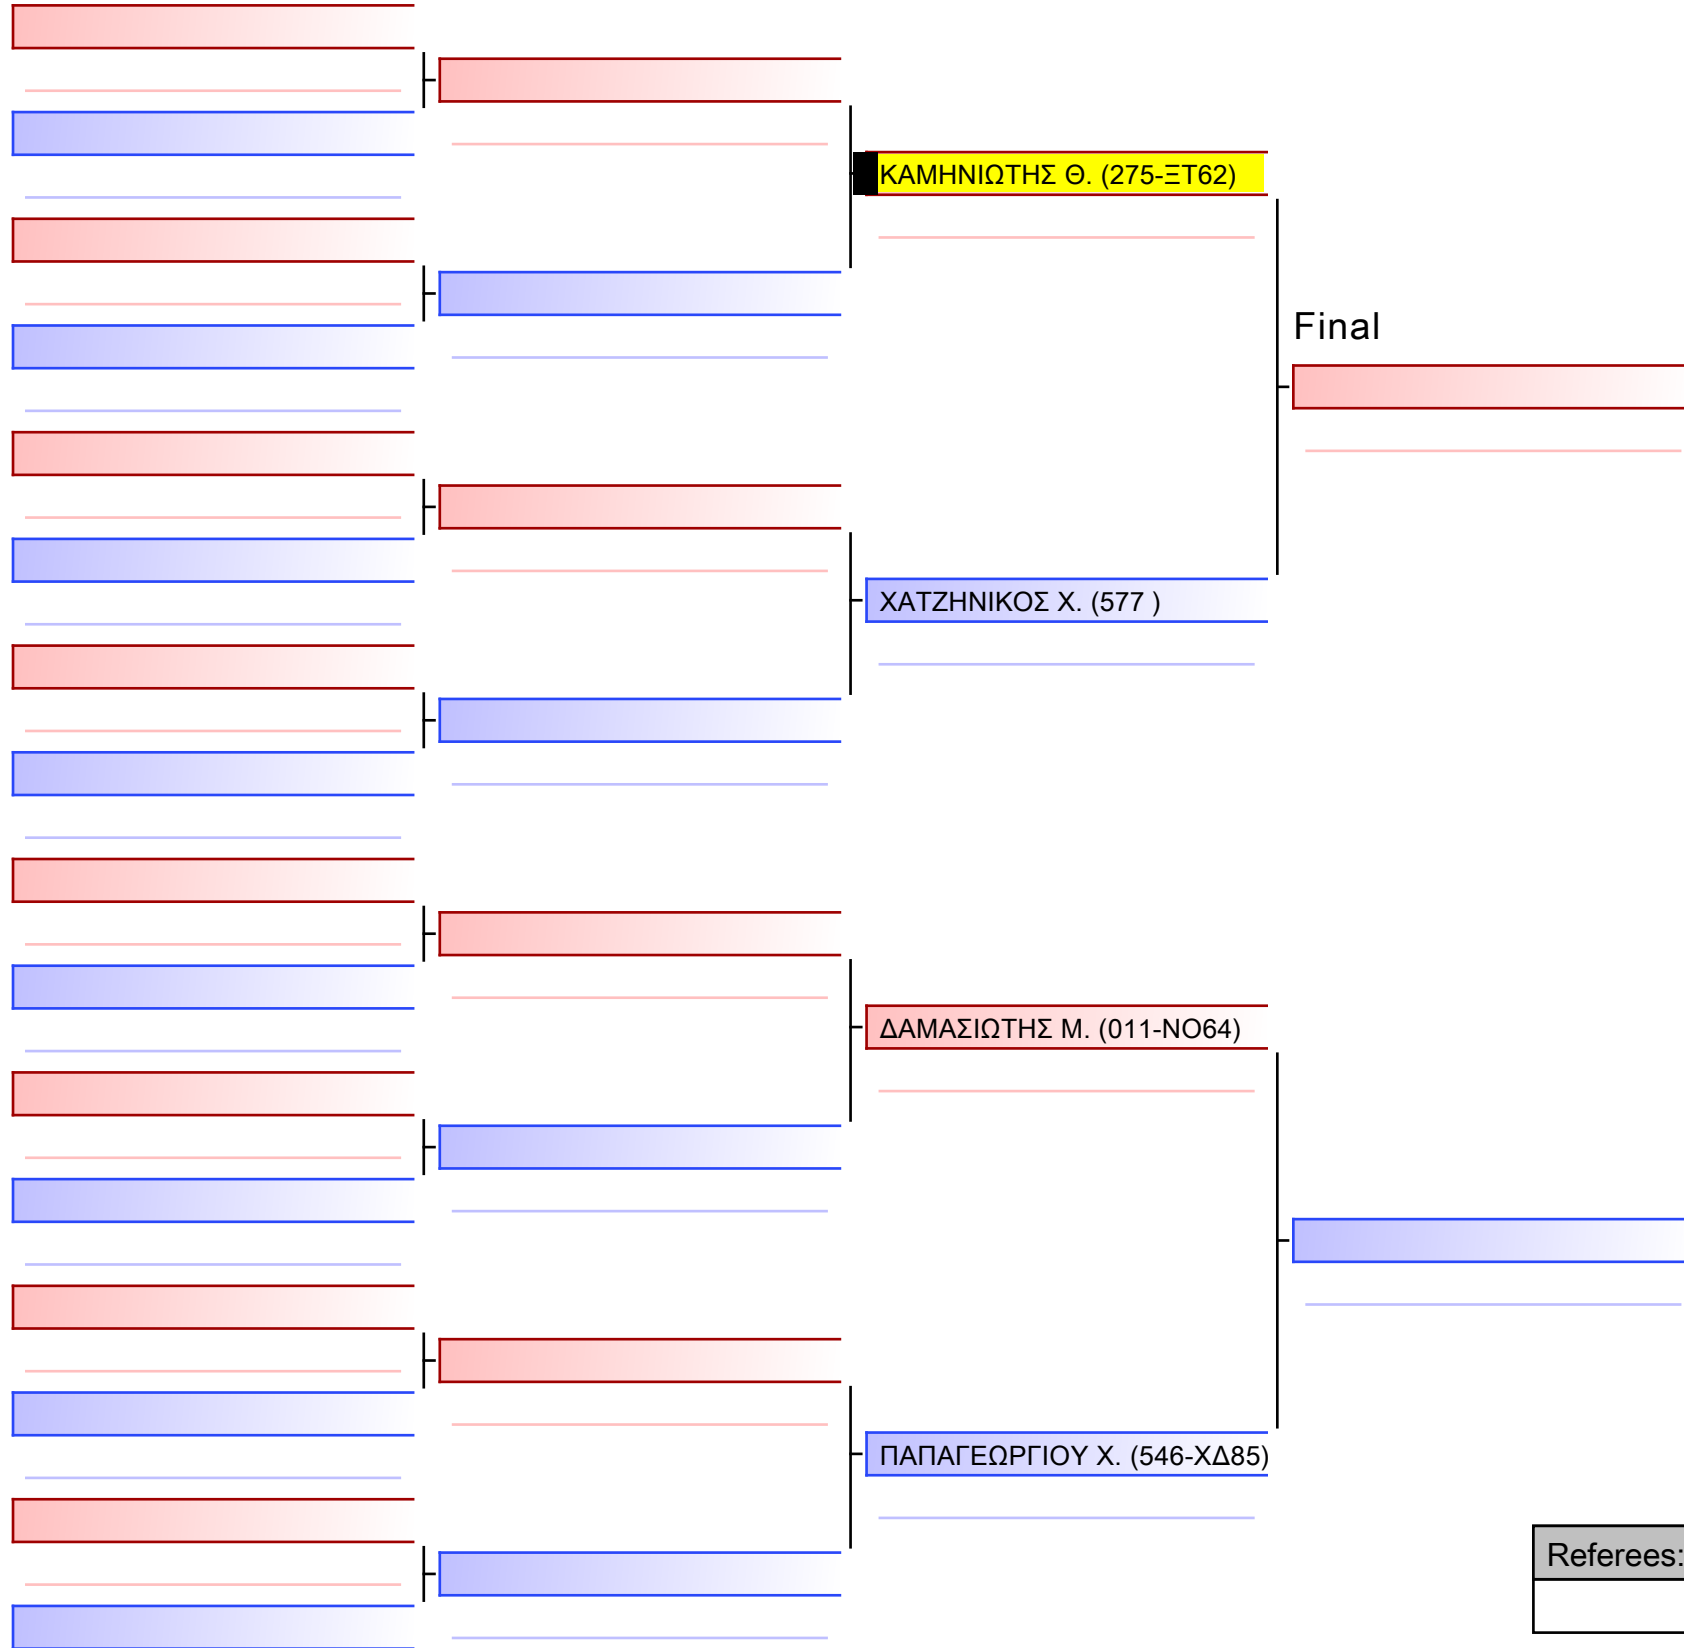 ΚΑΜΗΝΙΩΤΗΣ Θ. (275-ΞΤ62)
Final
ΧΑΤΖΗΝΙΚΟΣ Χ. (577 )
ΔΑΜΑΣΙΩΤΗΣ Μ. (011-ΝΟ64)
ΠΑΠΑΓΕΩΡΓΙΟΥ Χ. (546-ΧΔ85)
Referees: